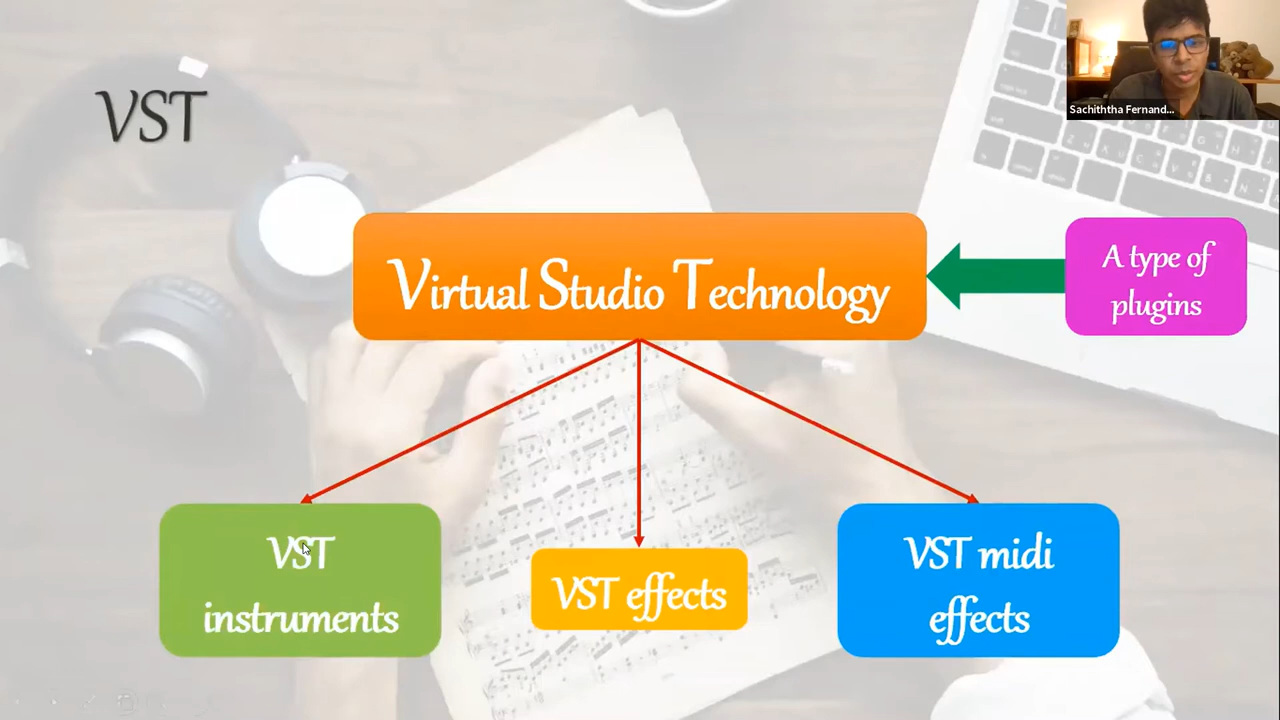 VST
Sachiththa Fernand...
Virtual Studio Technology
A type of
plugins
VST
instruments
VST effects
VST midi
effects